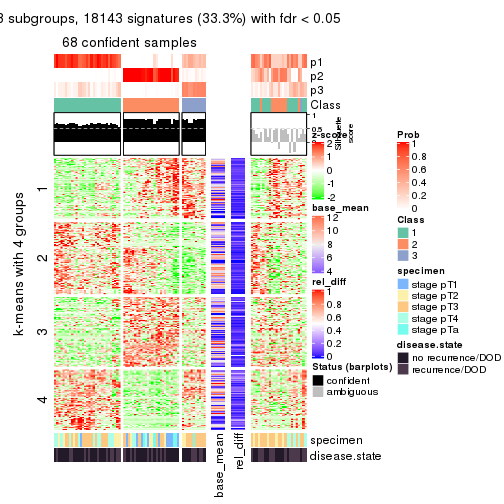 3 subgroups, 18143 signatures (33.3%) with fdr < 0.05
68 confident samples
p1
p2
p3
Class
1
0.5
0
Silhouette
score
k-means with 4 groups
1
2
3
4
base_mean
rel_diff
specimen
disease.state
z-score
2
1
0
-1
-2
base_mean
12
10
8
6
4
rel_diff
1
0.8
0.6
0.4
0.2
0
Status (barplots)
confident
ambiguous
Prob
1
0.8
0.6
0.4
0.2
0
Class
1
2
3
specimen
stage pT1
stage pT2
stage pT3
stage pT4
stage pTa
disease.state
no recurrence/DOD
recurrence/DOD